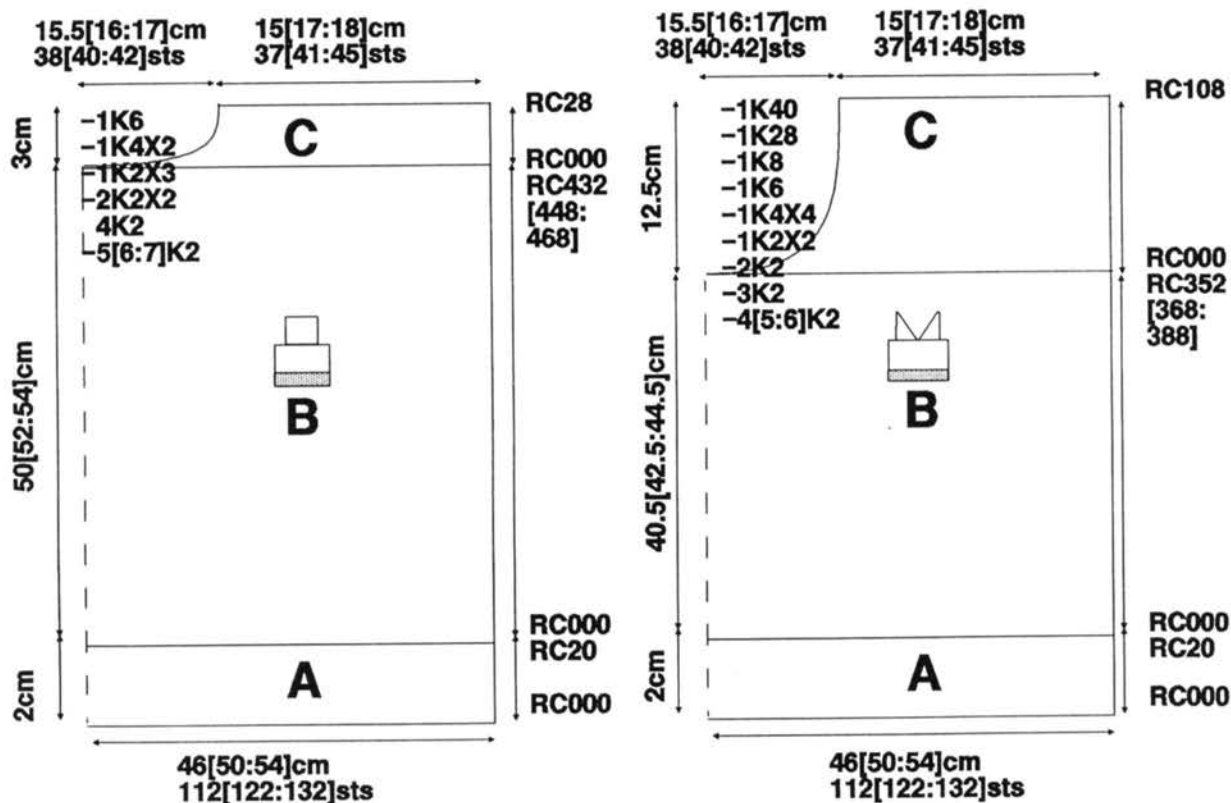 15.5[16:17]cm
38[40:42]sts
15[17:18]cm
37[41:45]sts
3cm
-1K6
-1K4X2
-1K2X3
-2K2X2
4K2
-5[6:7]K2
C
RC28
RC000
RC432
[448:
468]
50[52:54]cm
B
RC000
RC20
2cm
A
RC000
46[50:54]cm
112[122:132]sts
15.5[16:17]cm
38[40:42]sts
15[17:18]cm
37[41:45]sts
12.5cm
-1K40
-1K28
-1K8
-1K6
-1K4X4
-1K2X2
-2K2
-3K2
-4[5:6]K2
C
RC108
RC000
RC352
[368:
388]
40.5[42.5:44.5]cm
B
RC000
RC20
2cm
A
RC000
46[50:54]cm
112[122:132]sts